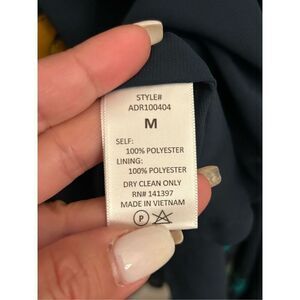 STYLE#
ADR100404
M
SELF:
100% POLYESTER
LINING:
100% POLYESTER
DRY CLEAN ONLY
RN# 141397
MADE IN VIETNAM
P